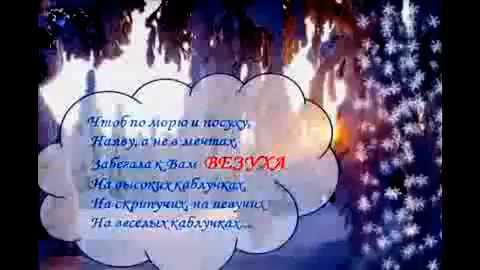 Чтоб по морю и посуху,
Наяву, а не в мечтах,
Забегала к Вам ВЕЗУХА
На высоких каблучках,
На скрипучих, на певучих
На веселых каблучках...